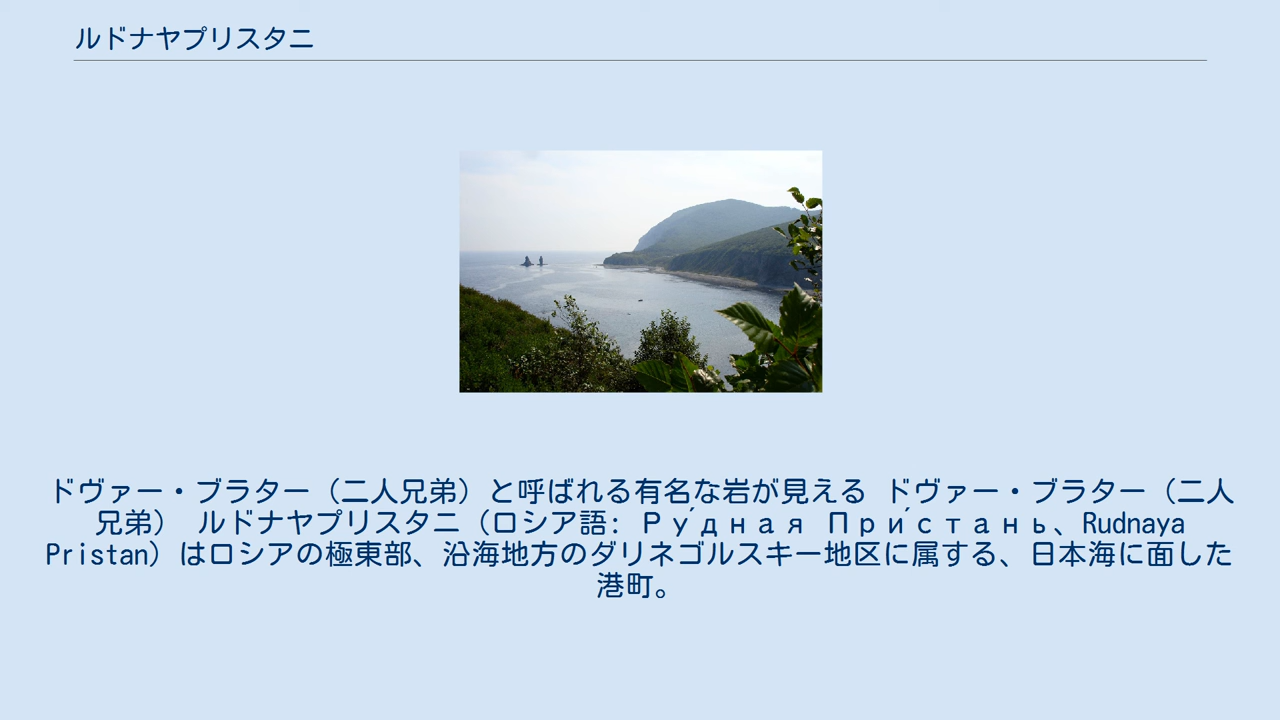 ルドナヤプリスタニ
ドヴァー・ブラター（二人兄弟）と呼ばれる有名な岩が見える ドヴァー・ブラター（二人
兄弟） ルドナヤプリスタニ（ロシア語: Ру́дная При́стань、Rudnaya
Pristan）はロシアの極東部、沿海地方のダリネゴルスキー地区に属する、日本海に面した
港町。